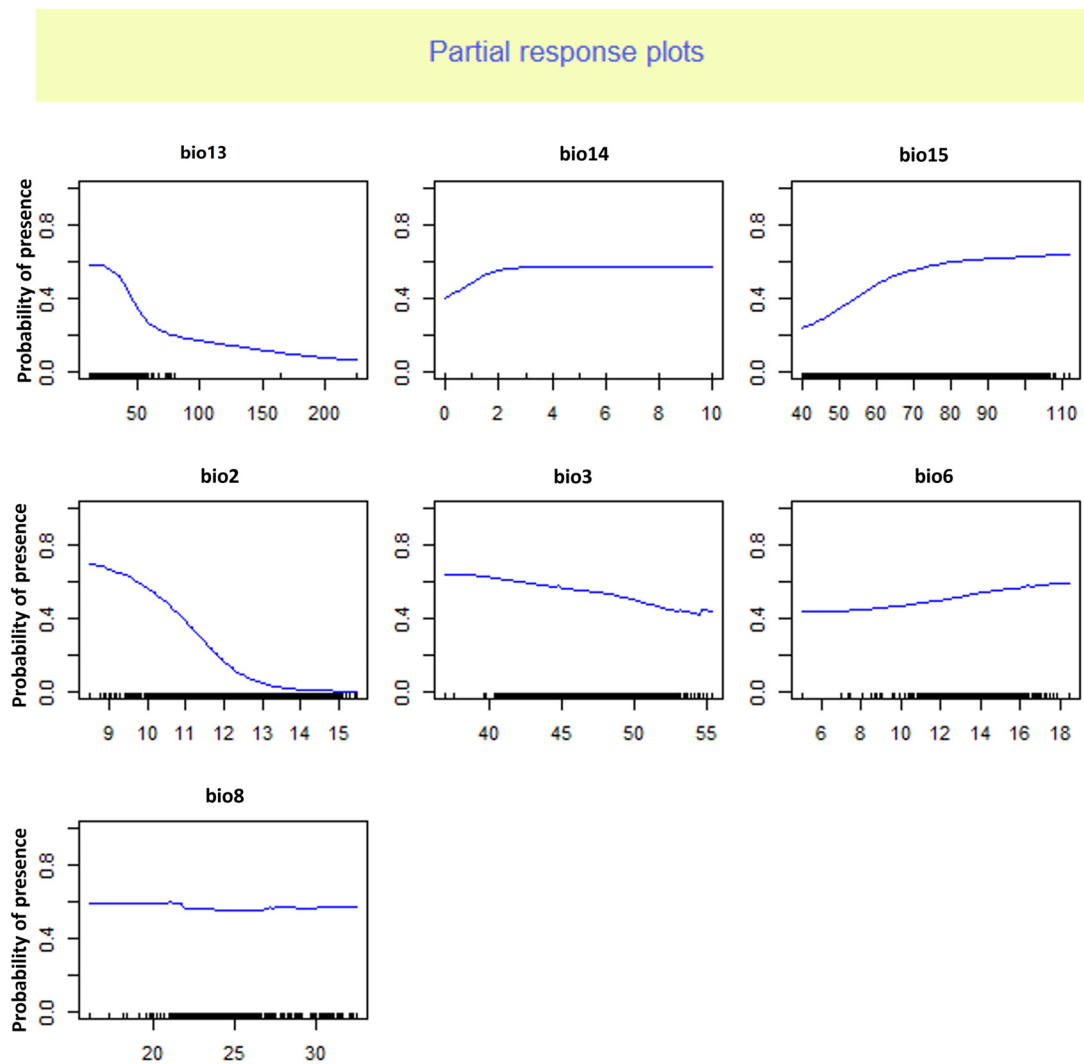 Partial response plots
bio13 bio14 bio15
Probability of presence
0.0 0.4 0.8
50 100 150 200
0.0 0.4 0.8
0 2 4 6 8 10
0.0 0.4 0.8
40 50 60 70 80 90 110
bio2 bio3 bio6
Probability of presence
0.0 0.4 0.8
9 10 11 12 13 14 15
0.0 0.4 0.8
40 45 50 55
0.0 0.4 0.8
6 8 10 12 14 16 18
bio8
Probability of presence
0.0 0.4 0.8
20 25 30